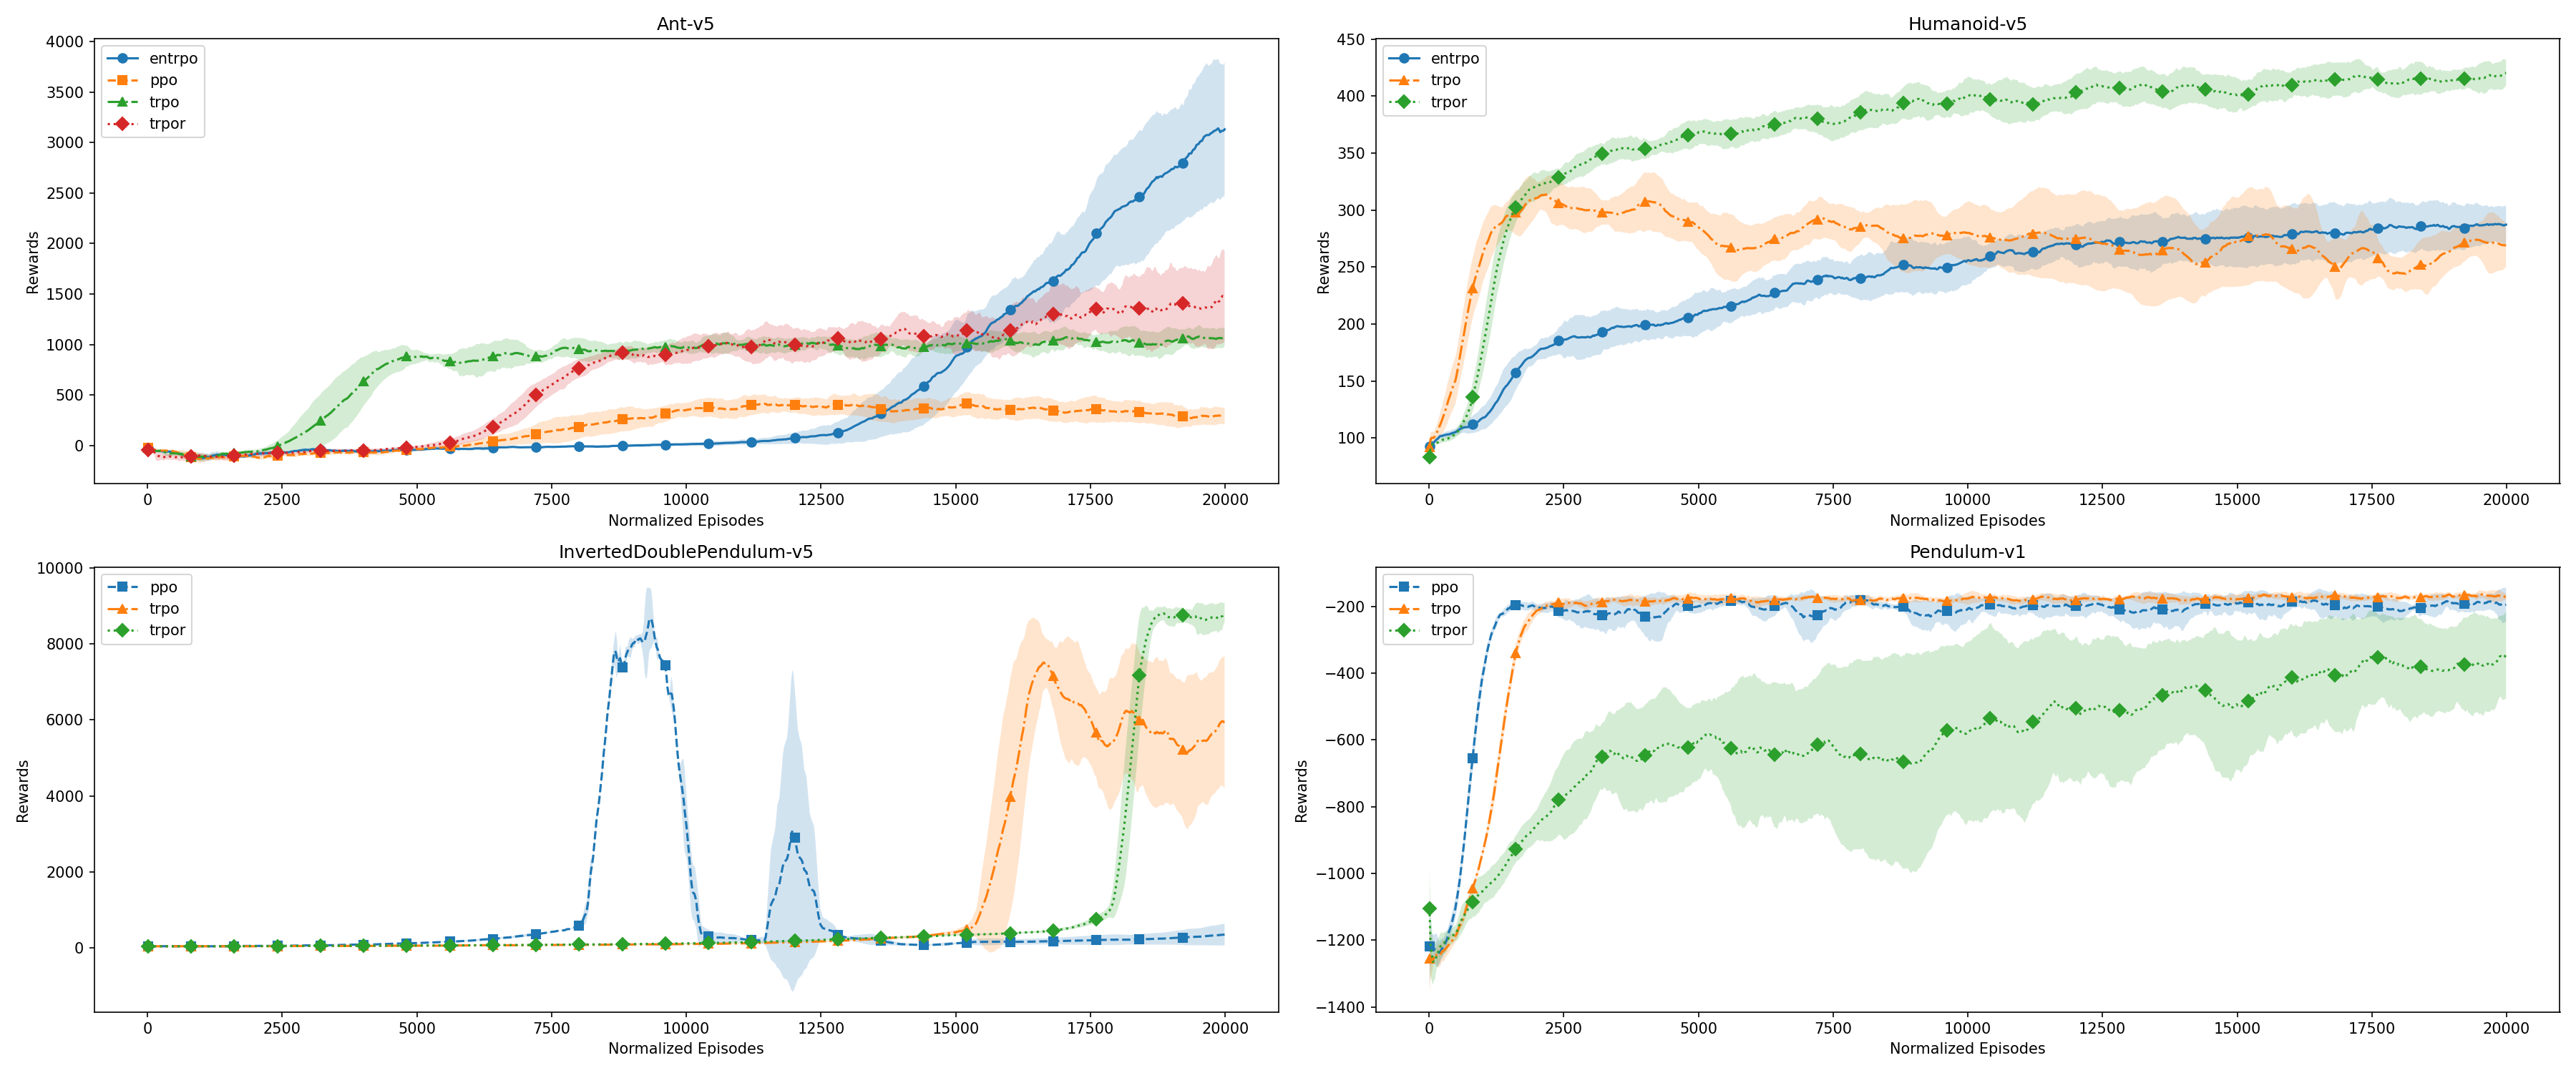 Ant-v5
4000
3500
3000
2500
2000
1500
1000
500
0
Rewards
entrpo
ppo
trpo
trpor
0 2500 5000 7500 10000 12500 15000 17500 20000
Normalized Episodes
Humanoid-v5
450
400
350
300
250
200
150
100
Rewards
entrpo
trpo
trpor
0 2500 5000 7500 10000 12500 15000 17500 20000
Normalized Episodes
InvertedDoublePendulum-v5
10000
8000
6000
4000
2000
0
Rewards
ppo
trpo
trpor
0 2500 5000 7500 10000 12500 15000 17500 20000
Normalized Episodes
Pendulum-v1
−200
−400
−600
−800
−1000
−1200
−1400
Rewards
ppo
trpo
trpor
0 2500 5000 7500 10000 12500 15000 17500 20000
Normalized Episodes